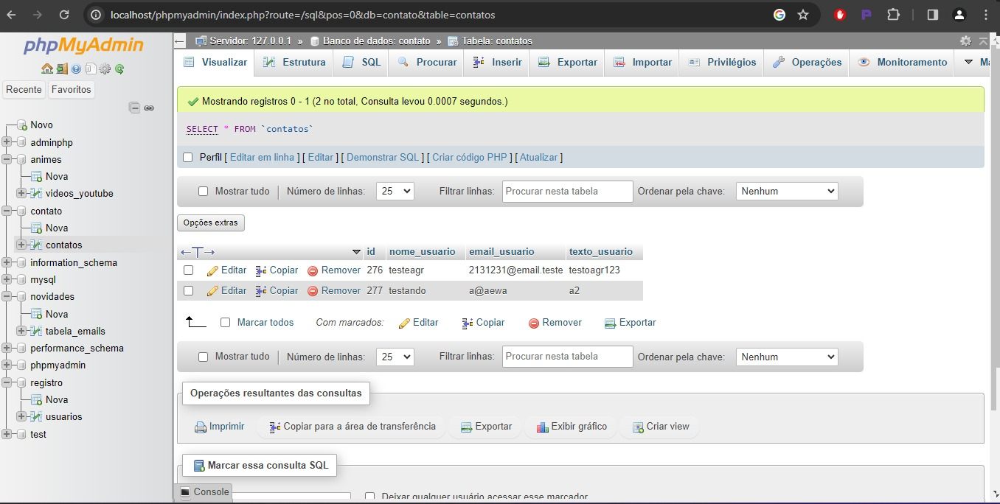 localhost/phpmyadmin/index.php?route=/sql&pos=0&db=contato&table=contatos
phpMyAdmin
Servidor: 127.0.0.1 » Banco de dados: contato » Tabela: contatos
Visualizar Estrutura SQL Procurar Inserir Exportar Importar Privilégios Operações Monitoramento
Recente Favoritos
Novo
adminphp
animes
Nova
videos_youtube
contato
Nova
contatos
information_schema
mysql
novidades
Nova
tabela_emails
performance_schema
phpmyadmin
registro
Nova
usuarios
test
Mostrando registros 0 - 1 (2 no total, Consulta levou 0.0007 segundos.)
SELECT * FROM `contatos`
Perfil [ Editar em linha ] [ Editar ] [ Demonstrar SQL ] [ Criar código PHP ] [ Atualizar ]
Mostrar tudo | Número de linhas: 25 Filtrar linhas: Procurar nesta tabela Ordenar pela chave: Nenhum
Opções extras
←T→ id nome_usuario email_usuario texto_usuario
Editar Copiar Remover 276 testeagr 2131231@email.teste testoagr123
Editar Copiar Remover 277 testando a@aewa a2
Marcar todos Com marcados: Editar Copiar Remover Exportar
Mostrar tudo | Número de linhas: 25 Filtrar linhas: Procurar nesta tabela Ordenar pela chave: Nenhum
Operações resultantes das consultas
Imprimir Copiar para a área de transferência Exportar Exibir gráfico Criar view
Marcar essa consulta SQL
Console
Deixar qualquer usuário acessar esse marcador